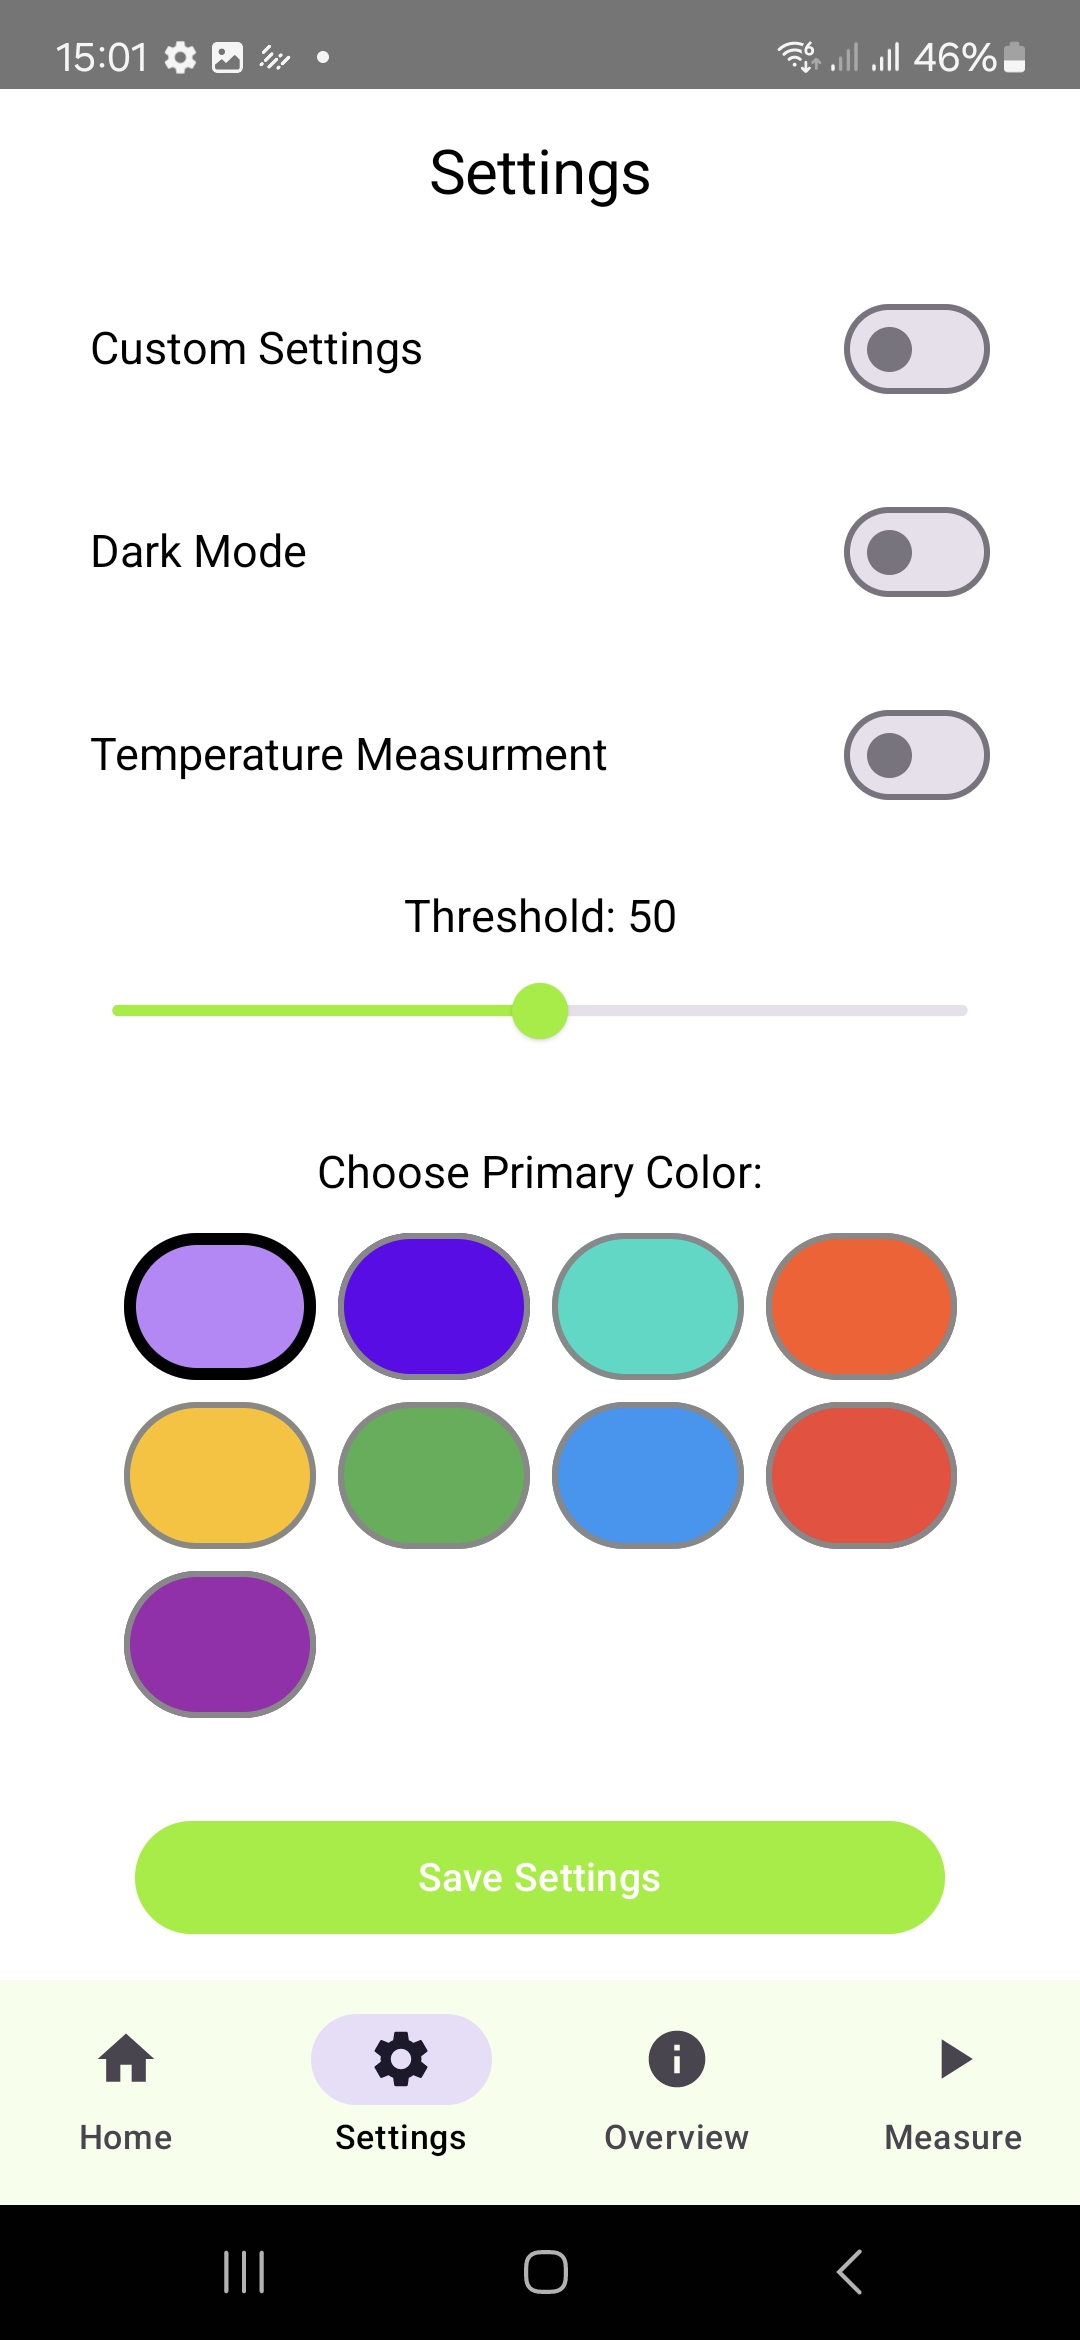 15:01 46%
Settings
Custom Settings
Dark Mode
Temperature Measurment
Threshold: 50
Choose Primary Color:
Save Settings
Home Settings Overview Measure